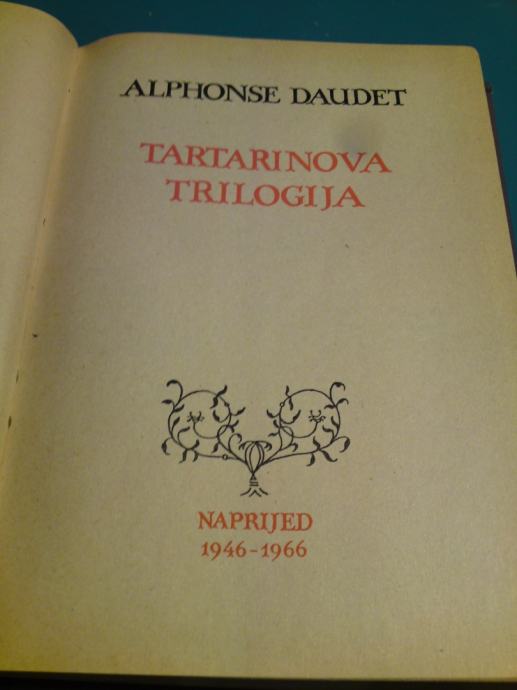 ALPHONSE DAUDET
TARTARINOVA
TRILOGIJA
NAPRIJED
1946-1966